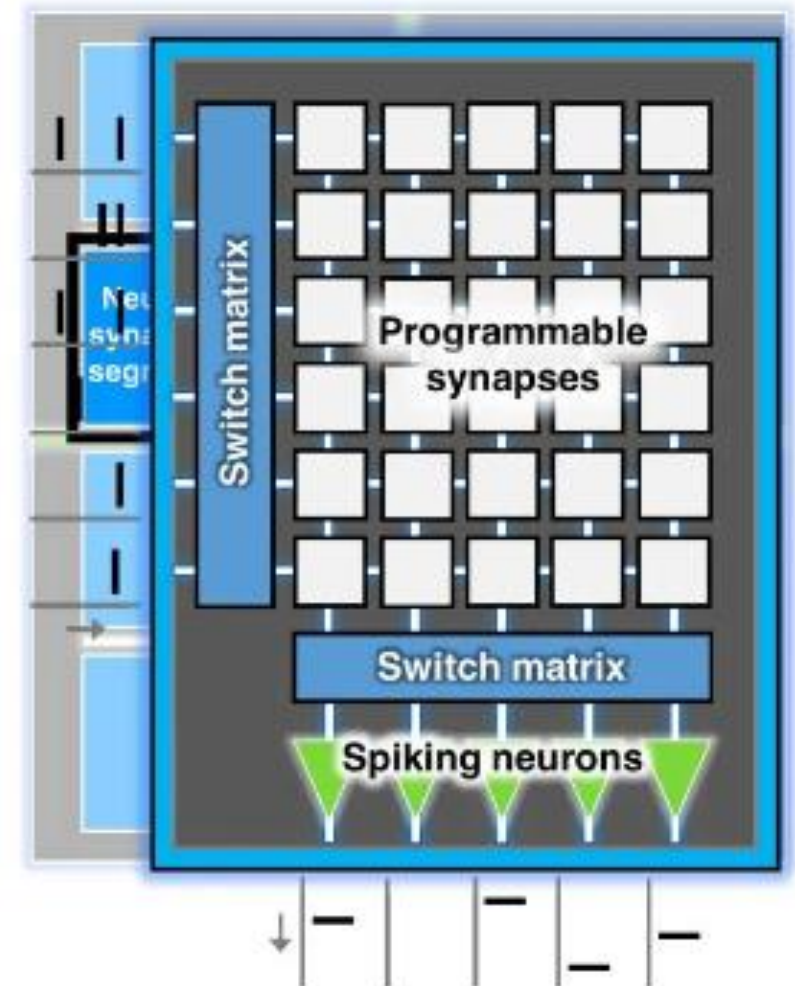 Switch matrix
Programmable
synapses
Switch matrix
Spiking neurons